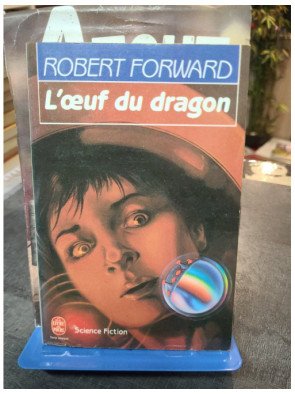 ROBERT FORWARD
L'œuf du dragon
Science Fiction